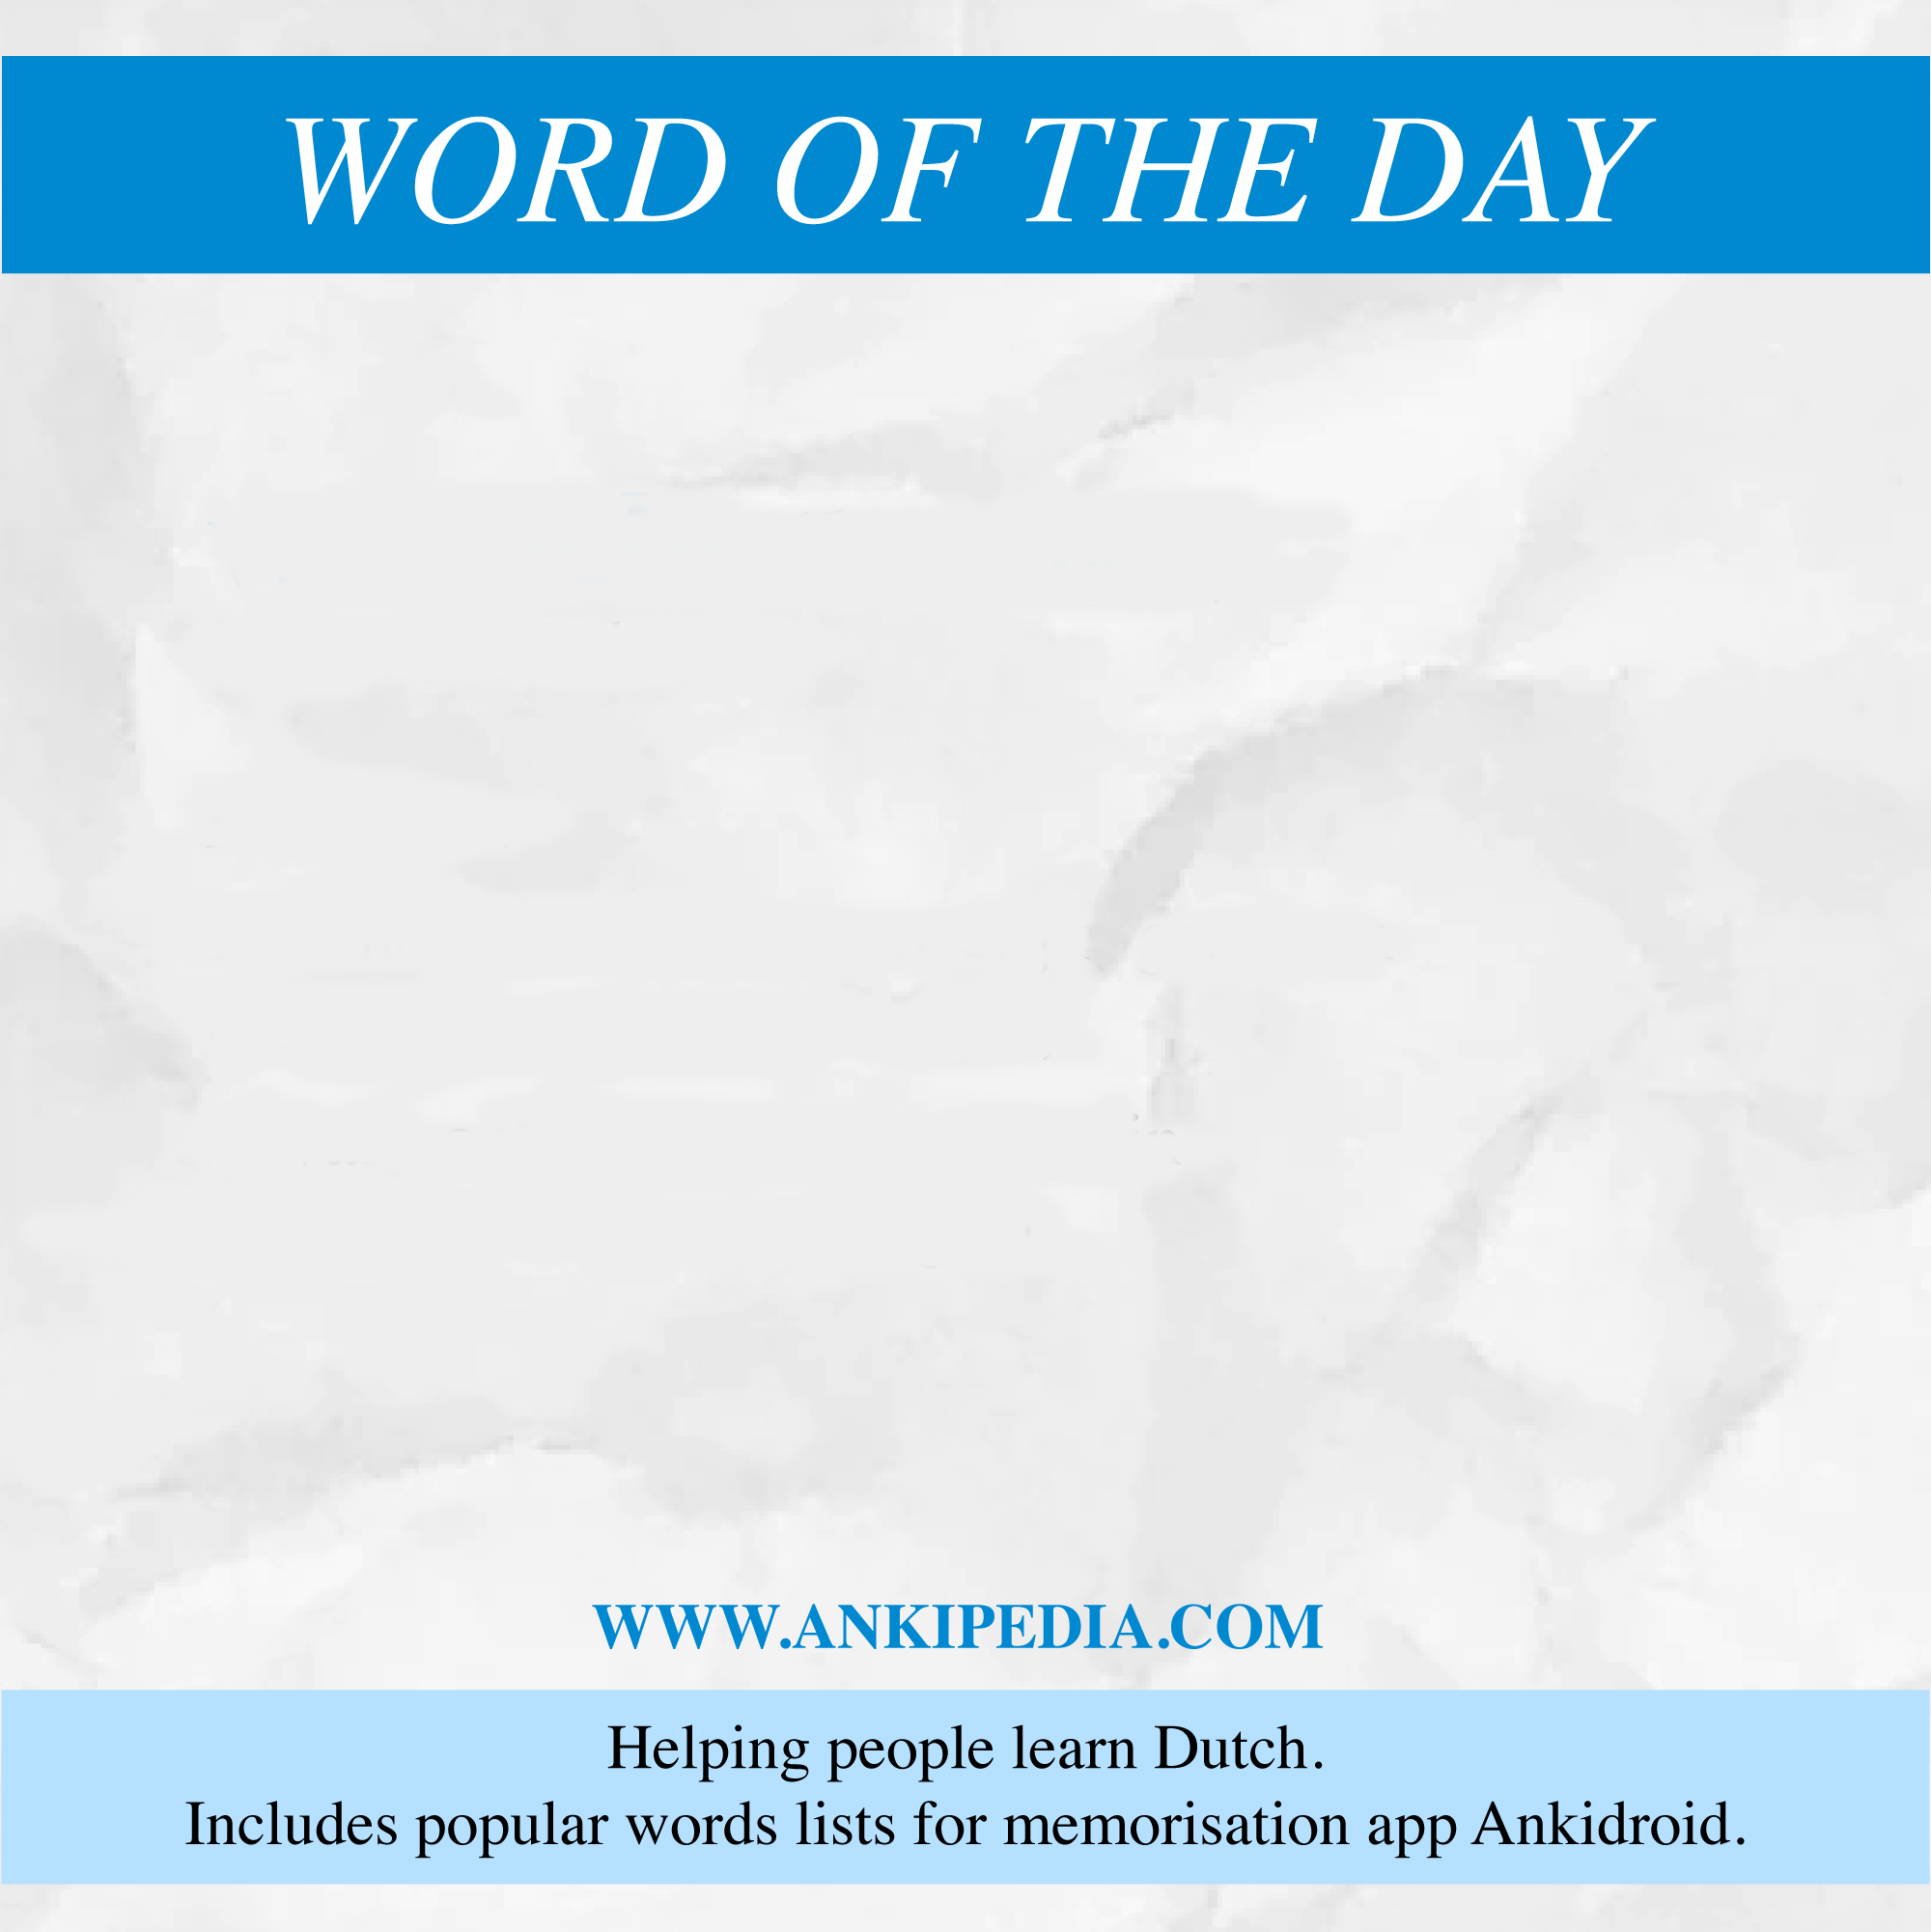 WORD OF THE DAY
WWW.ANKIPEDIA.COM
Helping people learn Dutch.
Includes popular words lists for memorisation app Ankidroid.